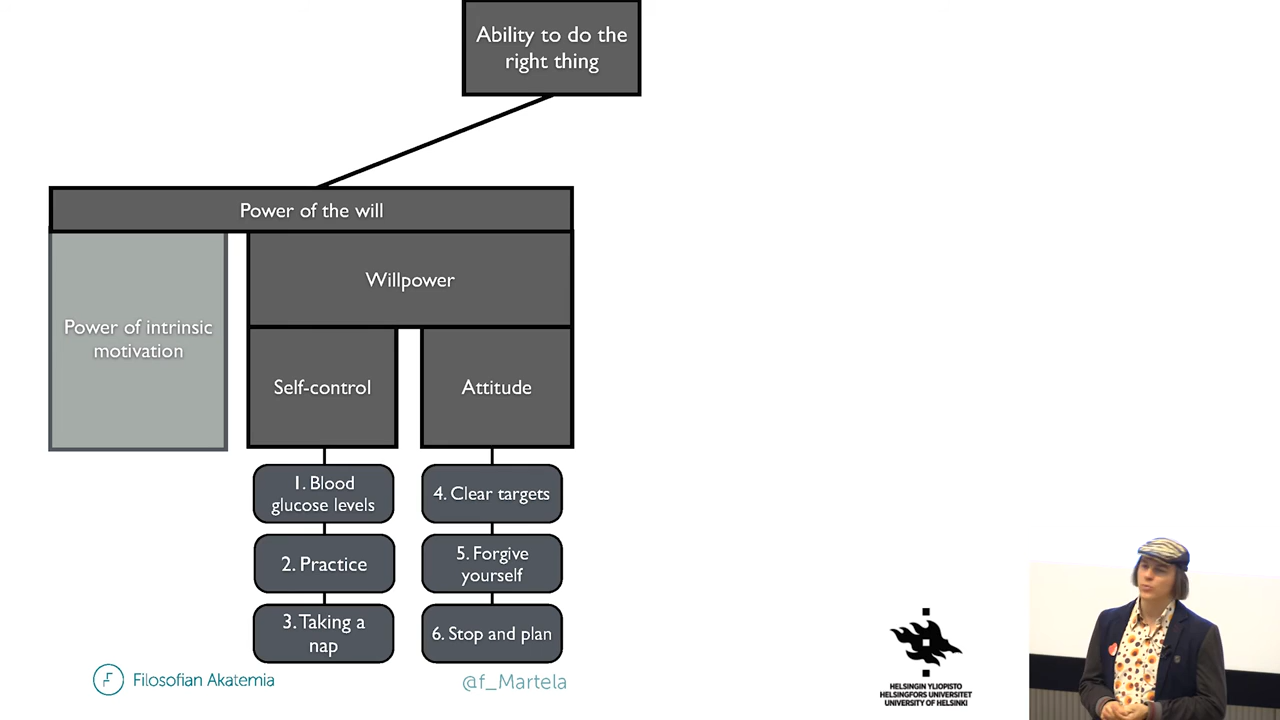 Ability to do the
right thing
Power of the will
Power of intrinsic
motivation
Willpower
Self-control
Attitude
1. Blood
glucose levels
2. Practice
3. Taking a
nap
4. Clear targets
5. Forgive
yourself
6. Stop and plan
Filosofian Akatemia
@f_Martela
HELSINGIN YLIOPISTO
HELSINGFORS UNIVERSITET
UNIVERSITY OF HELSINKI